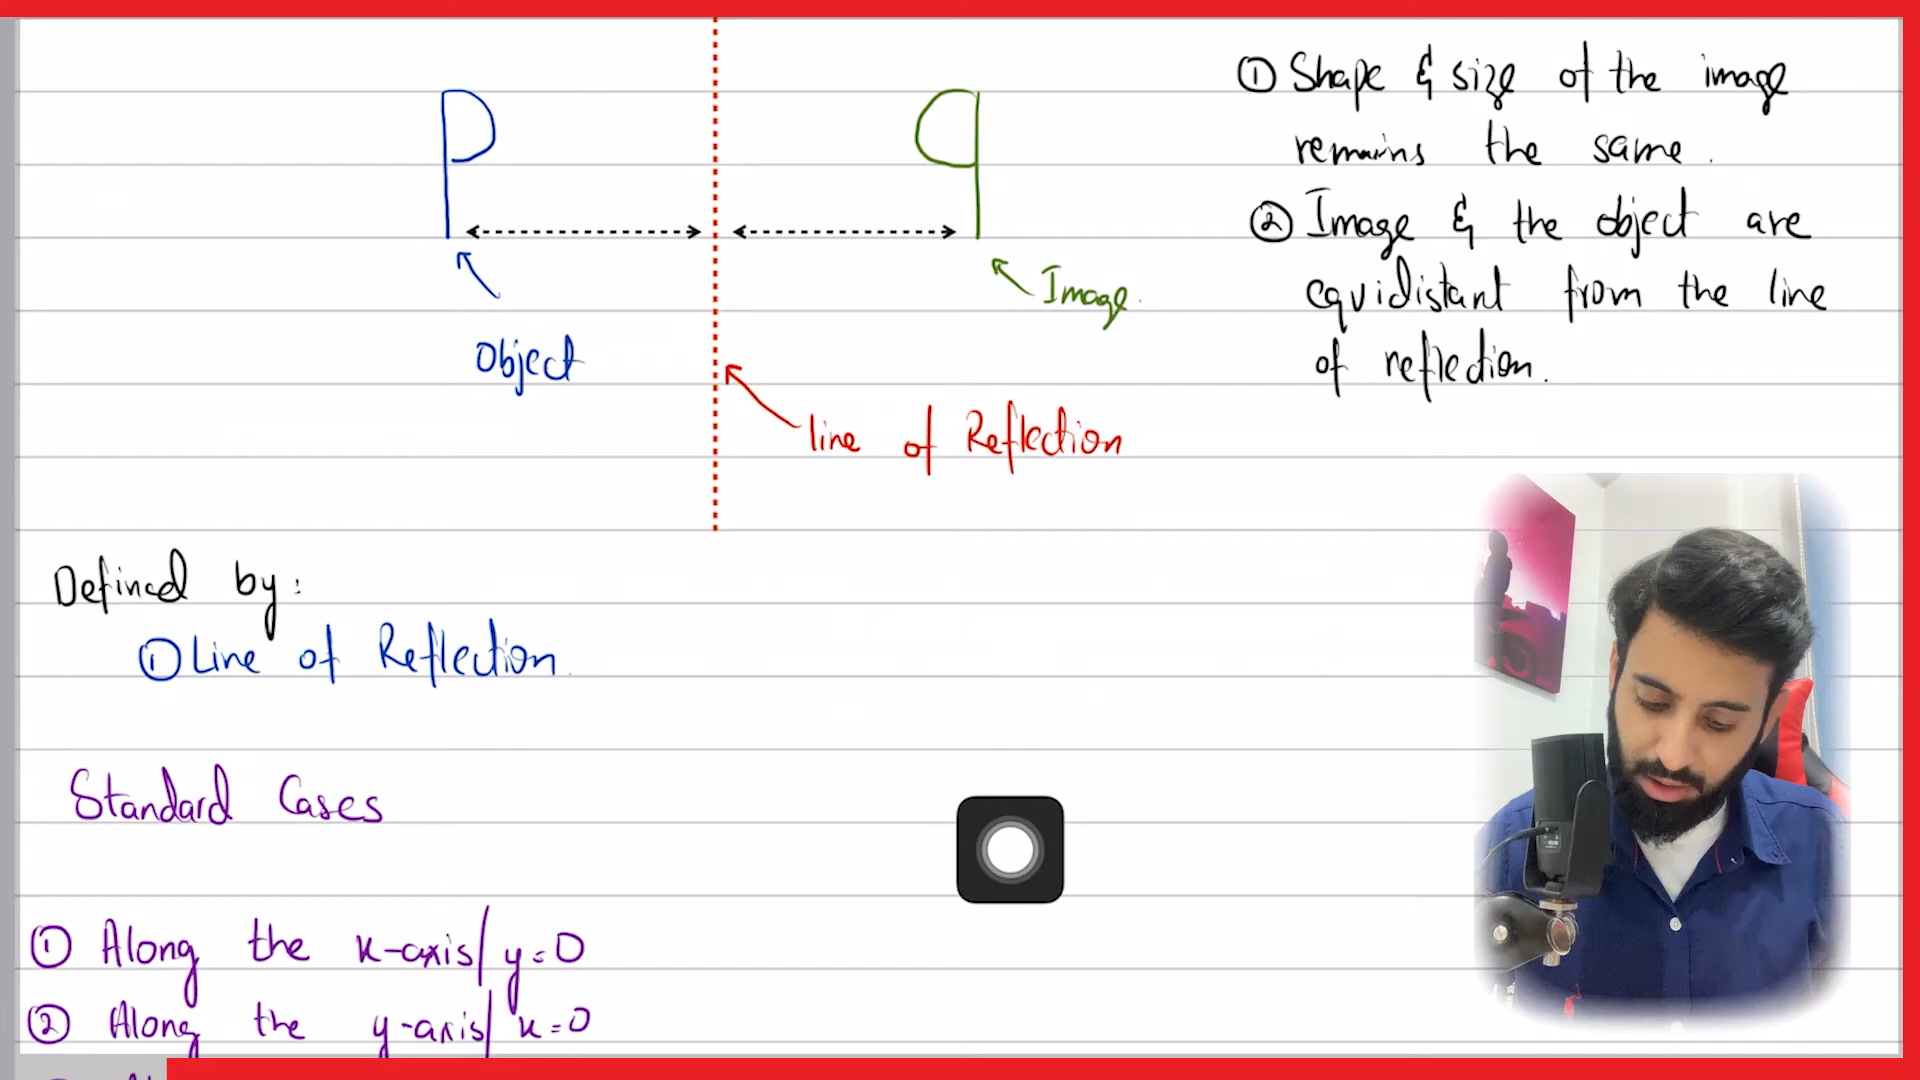 P
Object
Image.
line of Reflection
① Shape & size of the image
remains the same.
② Image & the object are
equidistant from the line
of reflection.
Defined by:
① Line of Reflection.
Standard Cases
① Along the x-axis/y=0
② Along the y-axis/x=0